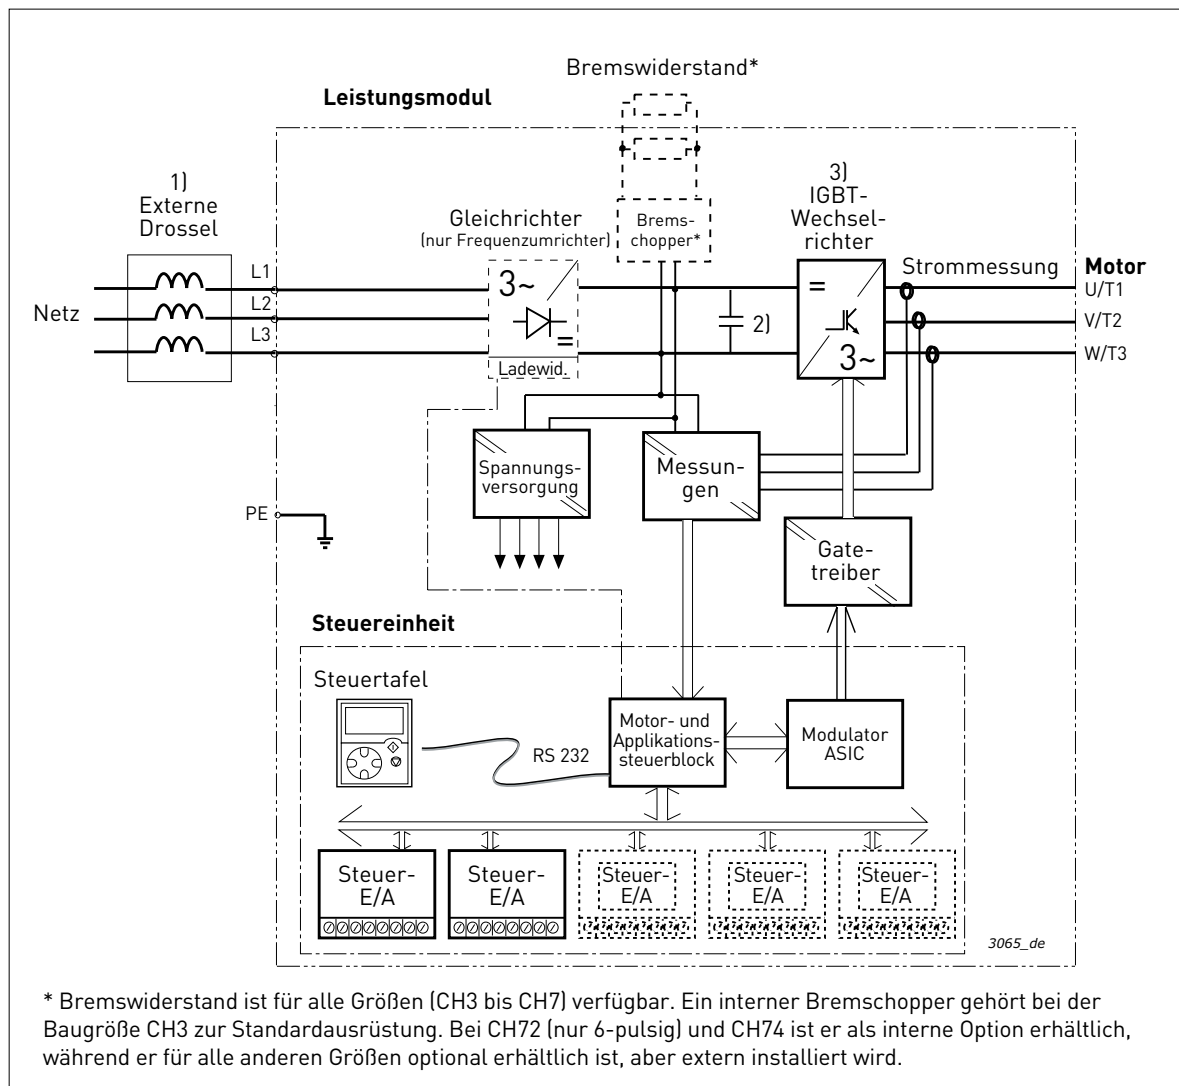 Bremswiderstand*
Leistungsmodul
1)
Externe
Drossel
Gleichrichter
(nur Frequenzumrichter)
Brems-
chopper*
3)
IGBT-
Wechsel-
richter
Strommessung
Motor
Netz
L1
L2
L3
3~
=
Ladewid.
2)
=
3~
U/T1
V/T2
W/T3
Spannungs-
versorgung
Messun-
gen
PE
Gate-
treiber
Steuereinheit
Steuertafel
RS 232
Motor- und
Applikations-
steuerblock
Modulator
ASIC
Steuer-
E/A
Steuer-
E/A
Steuer-
E/A
Steuer-
E/A
Steuer-
E/A
3065_de
* Bremswiderstand ist für alle Größen (CH3 bis CH7) verfügbar. Ein interner Bremschopper gehört bei der
Baugröße CH3 zur Standardausrüstung. Bei CH72 (nur 6-pulsig) und CH74 ist er als interne Option erhältlich,
während er für alle anderen Größen optional erhältlich ist, aber extern installiert wird.